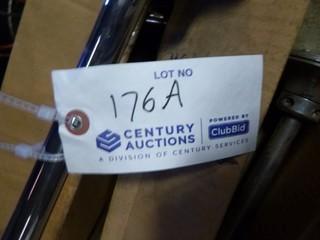 LOT NO
176A
CENTURY AUCTIONS
POWERED BY
ClubBid
A DIVISION OF CENTURY SERVICES